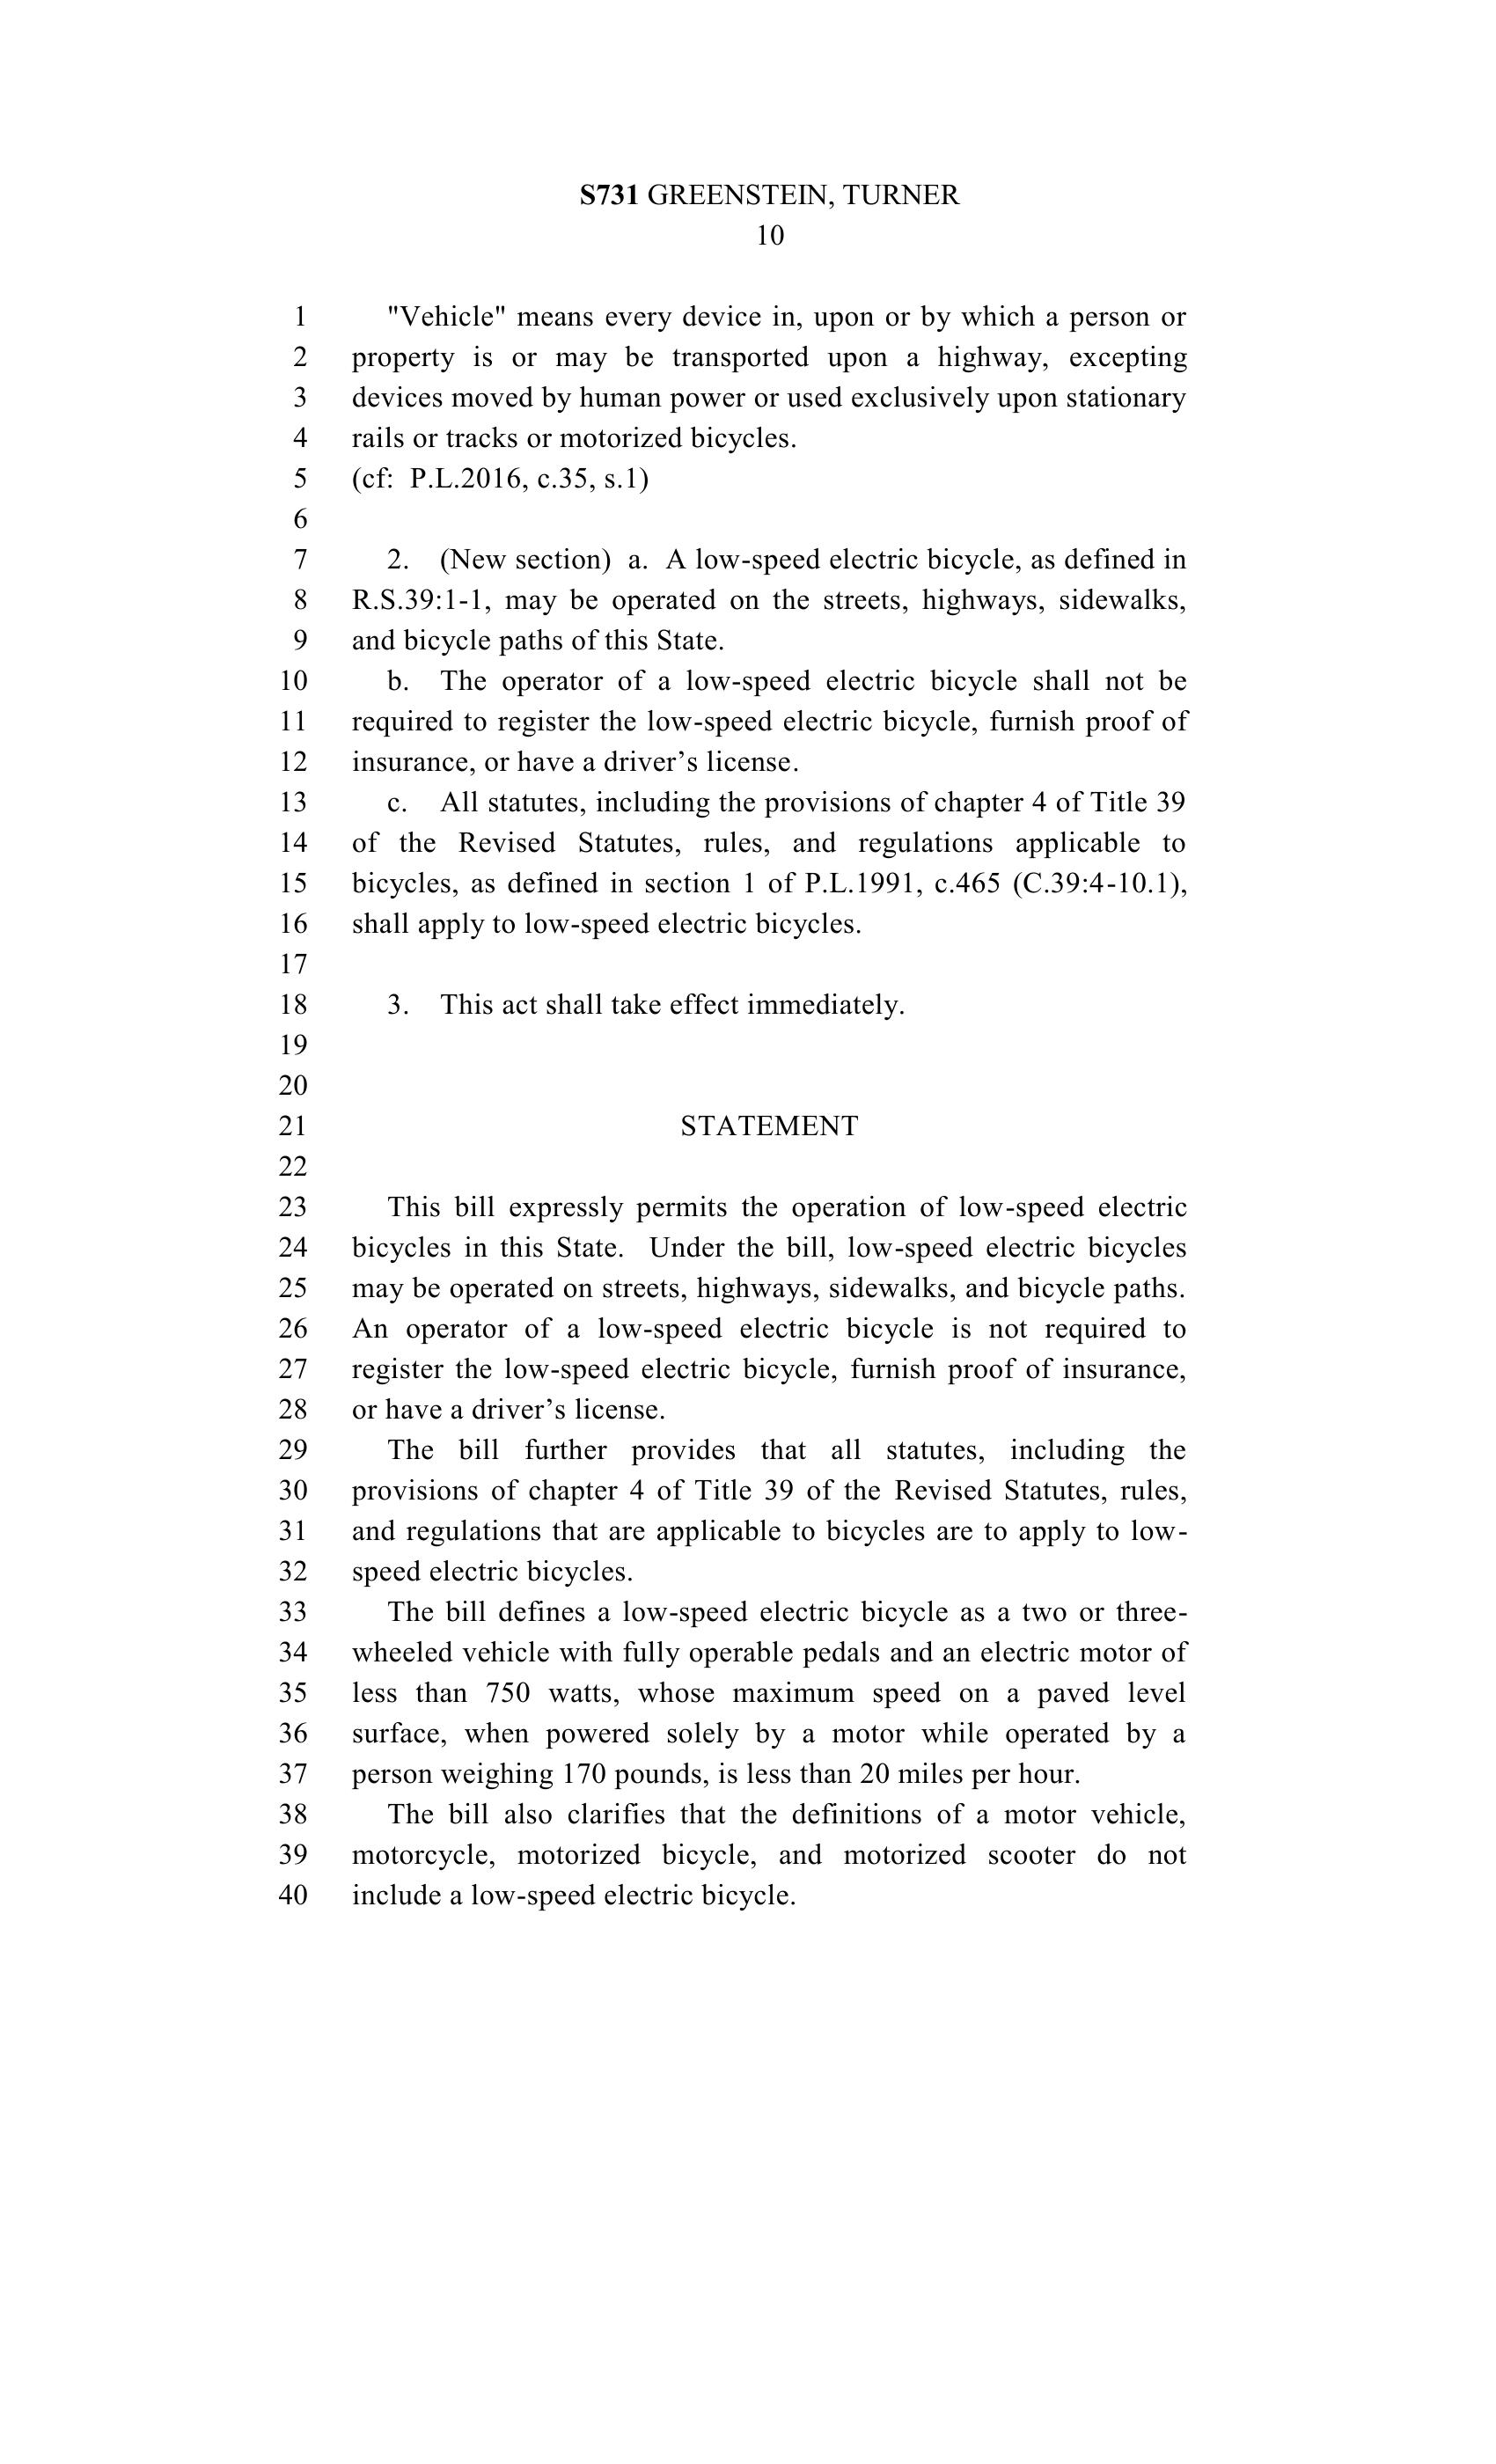 S731 GREENSTEIN, TURNER
10
1 "Vehicle" means every device in, upon or by which a person or
2 property is or may be transported upon a highway, excepting
3 devices moved by human power or used exclusively upon stationary
4 rails or tracks or motorized bicycles.
5 (cf: P.L.2016, c.35, s.1)
6
7 2. (New section) a. A low-speed electric bicycle, as defined in
8 R.S.39:1-1, may be operated on the streets, highways, sidewalks,
9 and bicycle paths of this State.
10 b. The operator of a low-speed electric bicycle shall not be
11 required to register the low-speed electric bicycle, furnish proof of
12 insurance, or have a driver’s license.
13 c. All statutes, including the provisions of chapter 4 of Title 39
14 of the Revised Statutes, rules, and regulations applicable to
15 bicycles, as defined in section 1 of P.L.1991, c.465 (C.39:4-10.1),
16 shall apply to low-speed electric bicycles.
17
18 3. This act shall take effect immediately.
19
20
21 STATEMENT
22
23 This bill expressly permits the operation of low-speed electric
24 bicycles in this State. Under the bill, low-speed electric bicycles
25 may be operated on streets, highways, sidewalks, and bicycle paths.
26 An operator of a low-speed electric bicycle is not required to
27 register the low-speed electric bicycle, furnish proof of insurance,
28 or have a driver’s license.
29 The bill further provides that all statutes, including the
30 provisions of chapter 4 of Title 39 of the Revised Statutes, rules,
31 and regulations that are applicable to bicycles are to apply to low-
32 speed electric bicycles.
33 The bill defines a low-speed electric bicycle as a two or three-
34 wheeled vehicle with fully operable pedals and an electric motor of
35 less than 750 watts, whose maximum speed on a paved level
36 surface, when powered solely by a motor while operated by a
37 person weighing 170 pounds, is less than 20 miles per hour.
38 The bill also clarifies that the definitions of a motor vehicle,
39 motorcycle, motorized bicycle, and motorized scooter do not
40 include a low-speed electric bicycle.